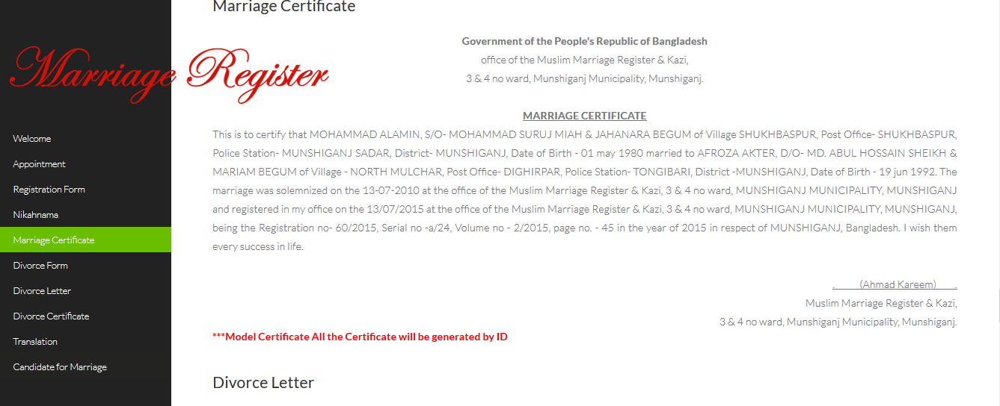 Marriage Register
Welcome
Appointment
Registration Form
Nikahnama
Marriage Certificate
Divorce Form
Divorce Letter
Divorce Certificate
Translation
Candidate for Marriage
Marriage Certificate
Government of the People's Republic of Bangladesh
office of the Muslim Marriage Register & Kazi,
3 & 4 no ward, Munshiganj Municipality, Munshiganj.
MARRIAGE CERTIFICATE
This is to certify that MOHAMMAD ALAMIN, S/O- MOHAMMAD SURUJ MIAH & JAHANARA BEGUM of Village SHUKHBASPUR, Post Office- SHUKHBASPUR,
Police Station- MUNSHIGANJ SADAR, District- MUNSHIGANJ, Date of Birth - 01 may 1980 married to AFROZA AKTER, D/O- MD. ABUL HOSSAIN SHEIKH &
MARIAM BEGUM of Village - NORTH MULCHAR, Post Office- DIGHIRPAR, Police Station- TONGIBARI, District -MUNSHIGANJ, Date of Birth - 19 jun 1992. The
marriage was solemnized on the 13-07-2010 at the office of the Muslim Marriage Register & Kazi, 3 & 4 no ward, MUNSHIGANJ MUNICIPALITY, MUNSHIGANJ
and registered in my office on the 13/07/2015 at the office of the Muslim Marriage Register & Kazi, 3 & 4 no ward, MUNSHIGANJ MUNICIPALITY, MUNSHIGANJ,
being the Registration no- 60/2015, Serial no -a/24, Volume no - 2/2015, page no. - 45 in the year of 2015 in respect of MUNSHIGANJ, Bangladesh. I wish them
every success in life.
. (Ahmad Kareem) .
Muslim Marriage Register & Kazi,
3 & 4 no ward, Munshiganj Municipality, Munshiganj.
***Model Certificate All the Certificate will be generated by ID
Divorce Letter